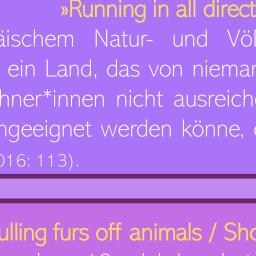 »Running in all direct
äischem Natur- und Völ
ein Land, das von nieman
hner*innen nicht ausreiche
ngeeignet werden könne,
016: 113).
ulling furs off animals / Sho